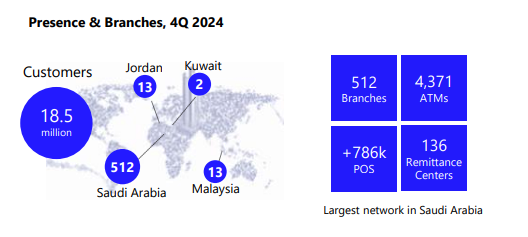 Presence & Branches, 4Q 2024
Customers
18.5
million
Jordan
13
Kuwait
2
512
Saudi Arabia
13
Malaysia
512
Branches
4,371
ATMs
+786k
POS
136
Remittance
Centers
Largest network in Saudi Arabia